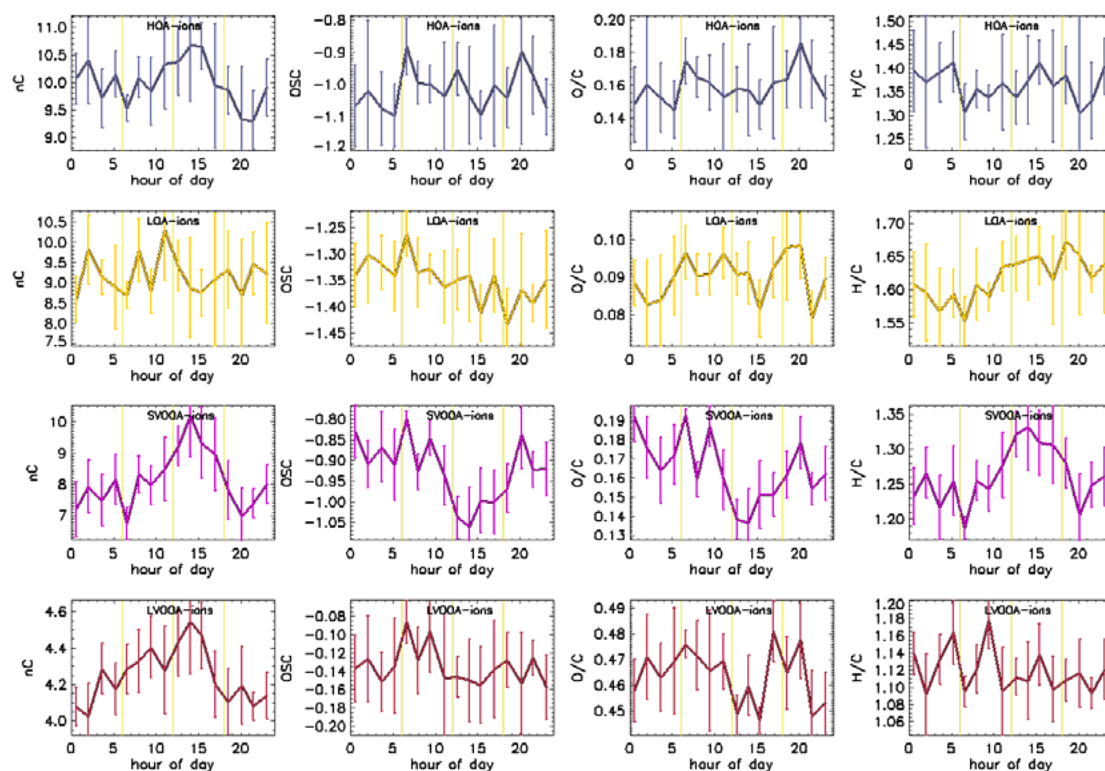 HOA-ions HOA-ions HOA-ions HOA-ions
nC OSC O/C H/C
11.0 10.5 10.0 9.5 9.0
-0.8 -0.9 -1.0 -1.1 -1.2
0.20 0.18 0.16 0.14
1.50 1.45 1.40 1.35 1.30 1.25
0 5 10 15 20 0 5 10 15 20 0 5 10 15 20 0 5 10 15 20
hour of day hour of day hour of day hour of day
LOA-ions LOA-ions LOA-ions LOA-ions
nC OSC O/C H/C
10.5 10.0 9.5 9.0 8.5 8.0 7.5
-1.25 -1.30 -1.35 -1.40 -1.45
0.10 0.09 0.08
1.70 1.65 1.60 1.55
0 5 10 15 20 0 5 10 15 20 0 5 10 15 20 0 5 10 15 20
hour of day hour of day hour of day hour of day
SVOOA-ions SVOOA-ions SVOOA-ions SVOOA-ions
nC OSC O/C H/C
10 9 8 7
-0.80 -0.85 -0.90 -0.95 -1.00 -1.05
0.19 0.18 0.17 0.16 0.15 0.14 0.13
1.35 1.30 1.25 1.20
0 5 10 15 20 0 5 10 15 20 0 5 10 15 20 0 5 10 15 20
hour of day hour of day hour of day hour of day
LVOOA-ions LVOOA-ions LVOOA-ions LVOOA-ions
nC OSC O/C H/C
4.6 4.4 4.2 4.0
-0.08 -0.10 -0.12 -0.14 -0.16 -0.18 -0.20
0.49 0.48 0.47 0.46 0.45
1.20 1.18 1.16 1.14 1.12 1.10 1.08 1.06
0 5 10 15 20 0 5 10 15 20 0 5 10 15 20 0 5 10 15 20
hour of day hour of day hour of day hour of day